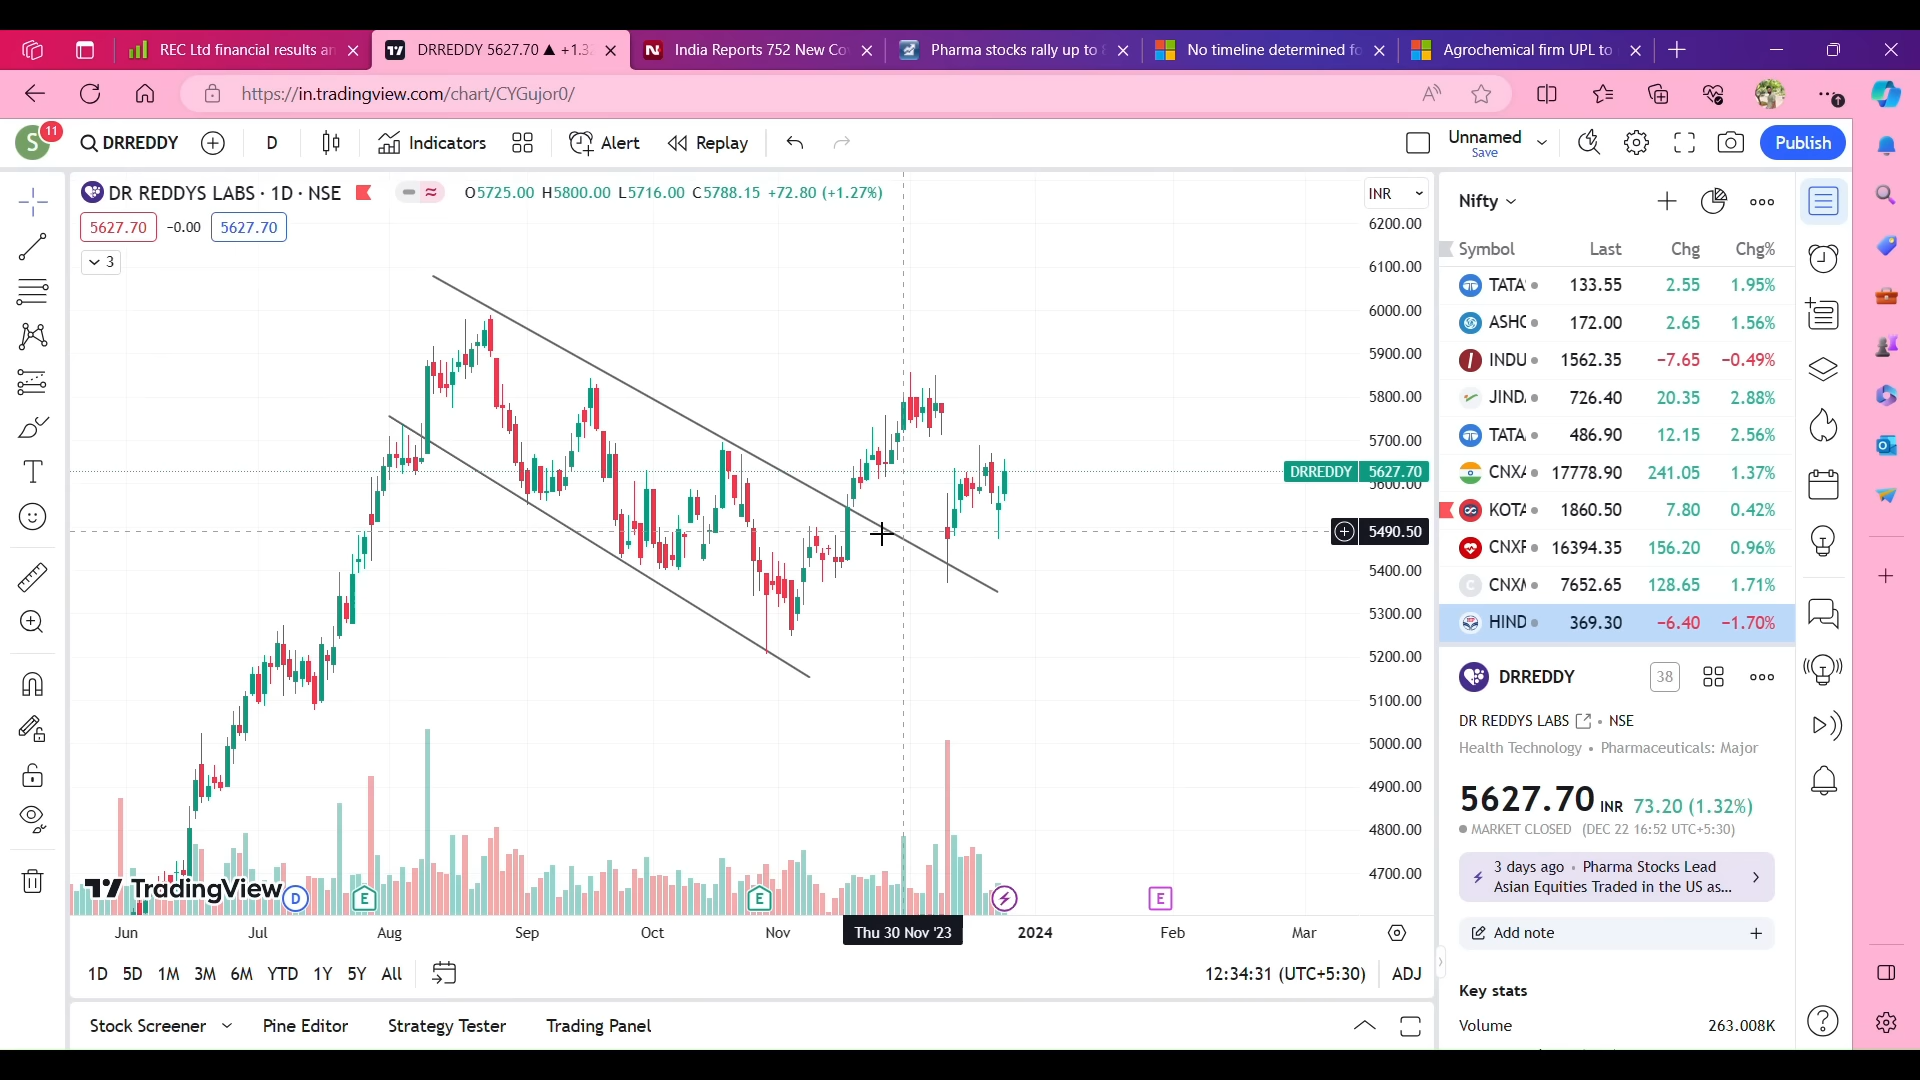 REC Ltd financial results an
DRREDDY 5627.70 ▲ +1.32
India Reports 752 New Co
Pharma stocks rally up to 8
No timeline determined fo
Agrochemical firm UPL to
https://in.tradingview.com/chart/CYGujor0/
S 11
DRREDDY
D
Indicators
Alert
Replay
Unnamed
Save
Publish
DR REDDYS LABS · 1D · NSE
O5725.00 H5800.00 L5716.00 C5788.15 +72.80 (+1.27%)
INR
5627.70 -0.00 5627.70
3
6200.00
6100.00
6000.00
5900.00
5800.00
5700.00
DRREDDY 5627.70
5600.00
5490.50
5400.00
5300.00
5200.00
5100.00
5000.00
4900.00
4800.00
4700.00
TradingView
D E E E
Jun Jul Aug Sep Oct Nov Thu 30 Nov '23 2024 Feb Mar
1D 5D 1M 3M 6M YTD 1Y 5Y All
12:34:31 (UTC+5:30) ADJ
Stock Screener Pine Editor Strategy Tester Trading Panel
Nifty
Symbol Last Chg Chg%
TATA 133.55 2.55 1.95%
ASHO 172.00 2.65 1.56%
INDU 1562.35 −7.65 −0.49%
JIND 726.40 20.35 2.88%
TATA 486.90 12.15 2.56%
CNXA 17778.90 241.05 1.37%
KOTA 1860.50 7.80 0.42%
CNXF 16394.35 156.20 0.96%
CNXM 7652.65 128.65 1.71%
HIND 369.30 −6.40 −1.70%
DRREDDY 38
DR REDDYS LABS • NSE
Health Technology • Pharmaceuticals: Major
5627.70 INR 73.20 (1.32%)
MARKET CLOSED (DEC 22 16:52 UTC+5:30)
3 days ago • Pharma Stocks Lead
Asian Equities Traded in the US as...
Add note
Key stats
Volume 263.008K